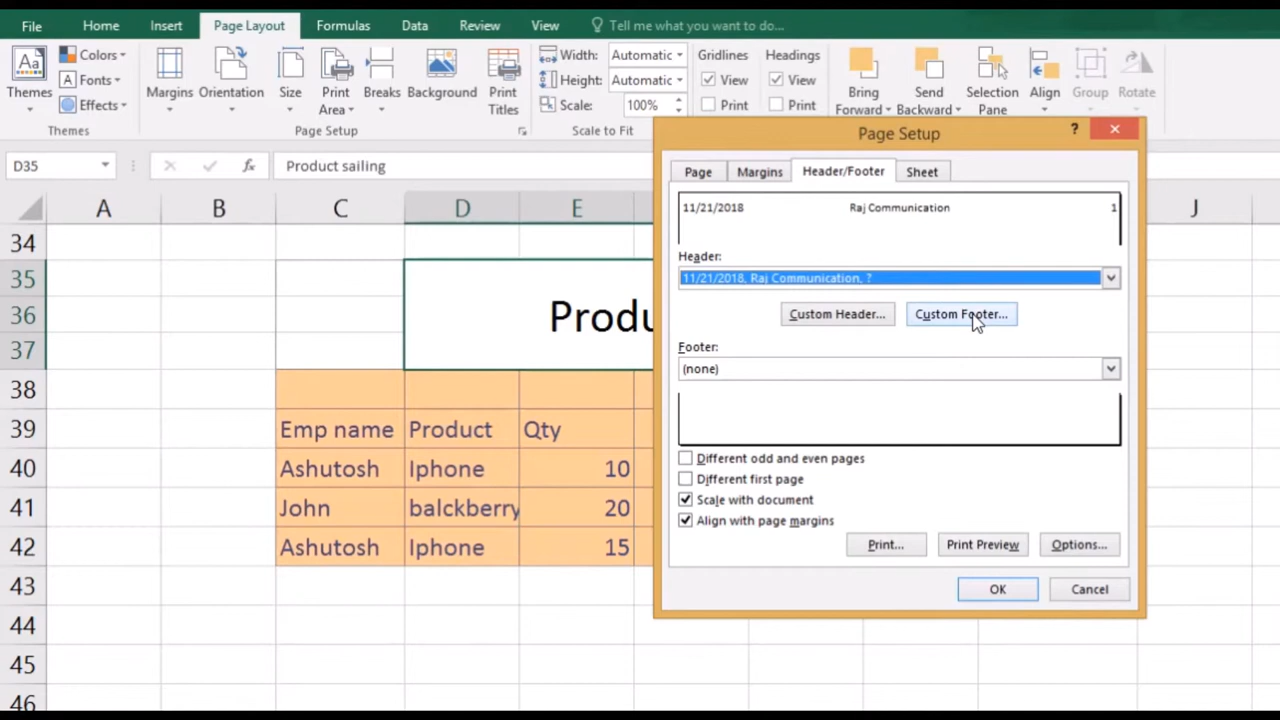 File Home Insert Page Layout Formulas Data Review View Tell me what you want to do...
Aa Themes Colors Fonts Effects Margins Orientation Size Print Area Breaks Background Print Titles Width: Automatic Height: Automatic Scale: 100% Gridlines View Print Headings View Print Bring Forward Send Backward Selection Pane Align Group Rotate
Themes Page Setup Scale to Fit
D35 fx Product sailing
A B C D E J
34
35
36 Produ
37
38
39 Emp name Product Qty
40 Ashutosh Iphone 10
41 John balckberry 20
42 Ashutosh Iphone 15
43
44
45
46
Page Setup ?
Page Margins Header/Footer Sheet
11/21/2018 Raj Communication 1
Header:
11/21/2018, Raj Communication, ?
Custom Header... Custom Footer...
Footer:
(none)
Different odd and even pages
Different first page
Scale with document
Align with page margins
Print... Print Preview Options...
OK Cancel